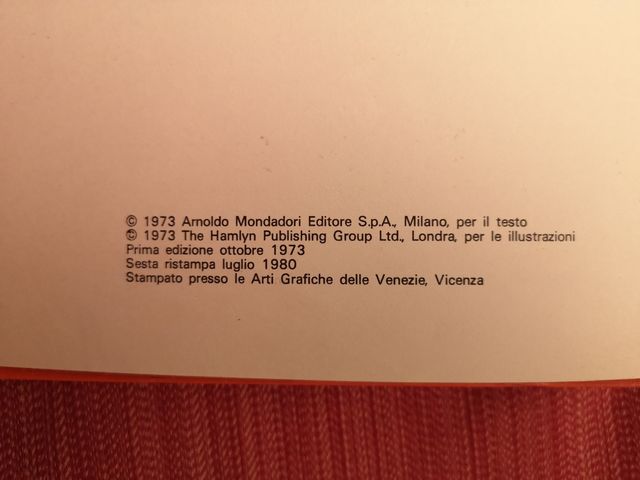 © 1973 Arnoldo Mondadori Editore S.p.A., Milano, per il testo
© 1973 The Hamlyn Publishing Group Ltd., Londra, per le illustrazioni
Prima edizione ottobre 1973
Sesta ristampa luglio 1980
Stampato presso le Arti Grafiche delle Venezie, Vicenza